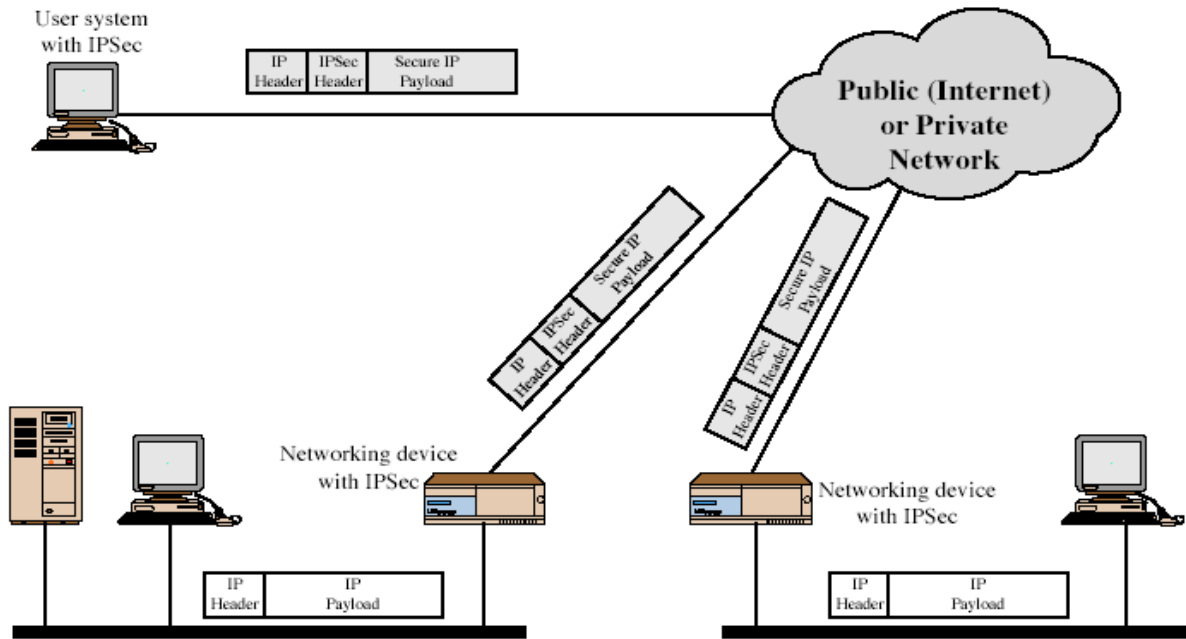 User system
with IPSec
IP
Header
IPSec
Header
Secure IP
Payload
Public (Internet)
or Private
Network
IP
Header
IPSec
Header
Secure IP
Payload
IP
Header
IPSec
Header
Secure IP
Payload
Networking device
with IPSec
Networking device
with IPSec
IP
Header
IP
Payload
IP
Header
IP
Payload